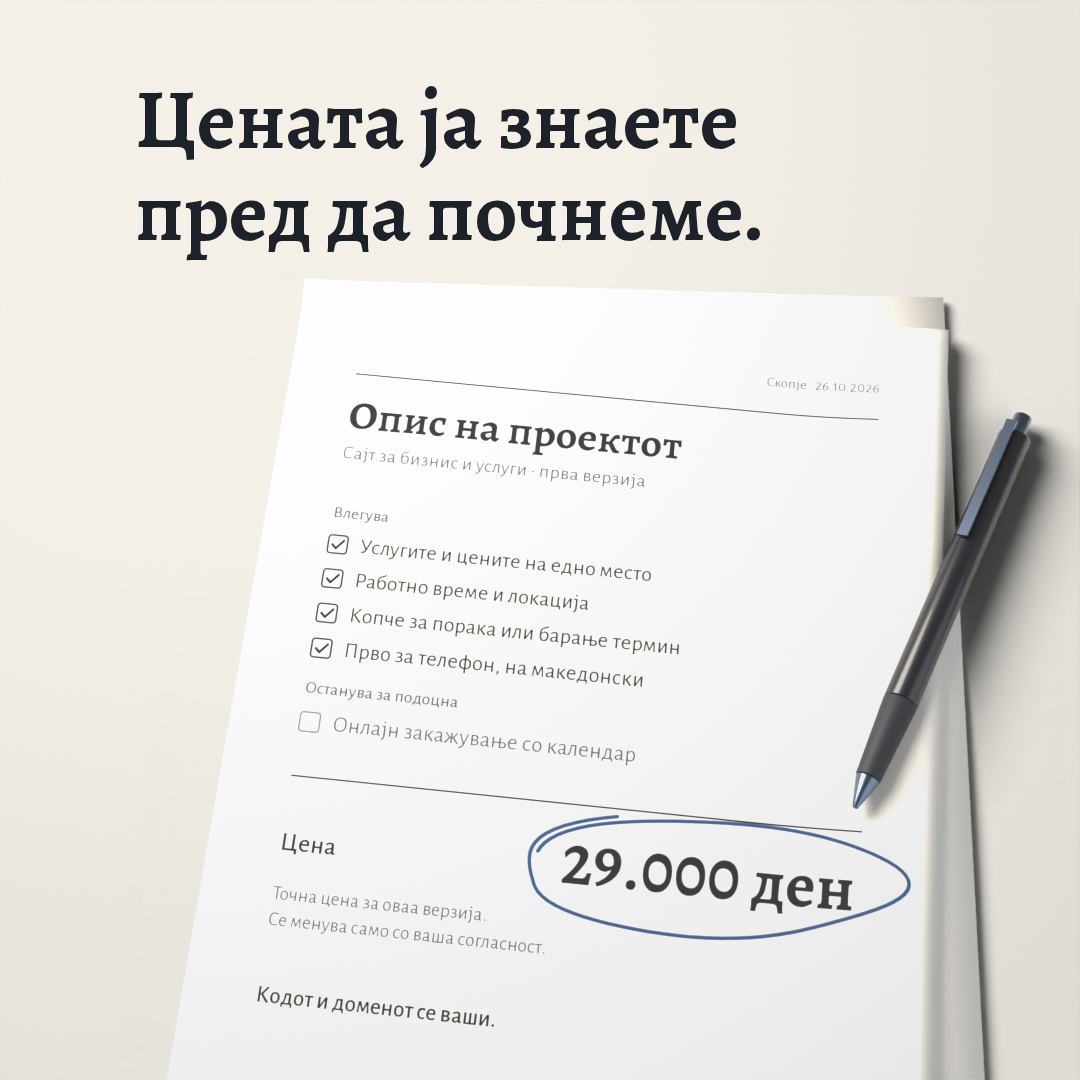 Цената ја знаете
пред да почнеме.
Скопје · 26.10.2026
Опис на проектот
Сајт за бизнис и услуги · прва верзија
Влегува
Услугите и цените на едно место
Работно време и локација
Копче за порака или барање термин
Прво за телефон, на македонски
Останува за подоцна
Онлајн закажување со календар
Цена
29.000 ден
Точна цена за оваа верзија.
Се менува само со ваша согласност.
Кодот и доменот се ваши.